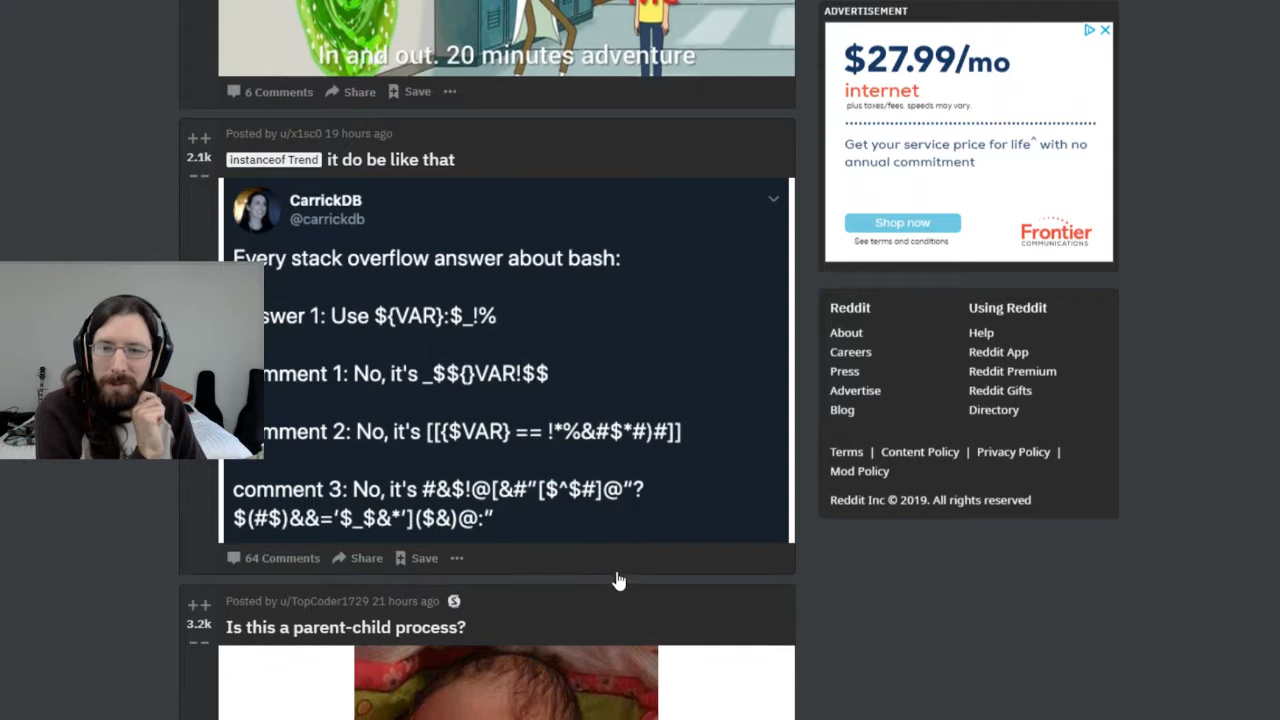 In and out. 20 minutes adventure
6 Comments Share Save
Posted by u/x1sc0 19 hours ago
++
2.1k
--
instanceof Trend it do be like that
CarrickDB
@carrickdb
Every stack overflow answer about bash:
swer 1: Use ${VAR}:$_!%
mment 1: No, it's _$${}VAR!$$
mment 2: No, it's [[{$VAR} == !*%&#$*#)#]]
comment 3: No, it's #&$!@[&#"[$^$#]@"?
$(#$)&&='$_$&*']($&)@:"
64 Comments Share Save
Posted by u/TopCoder1729 21 hours ago S
++
3.2k
--
Is this a parent-child process?
ADVERTISEMENT
$27.99/mo
internet
plus taxes/fees. speeds may vary.
Get your service price for life^ with no
annual commitment
Shop now
See terms and conditions
Frontier
COMMUNICATIONS
Reddit Using Reddit
About Help
Careers Reddit App
Press Reddit Premium
Advertise Reddit Gifts
Blog Directory
Terms | Content Policy | Privacy Policy |
Mod Policy
Reddit Inc © 2019. All rights reserved